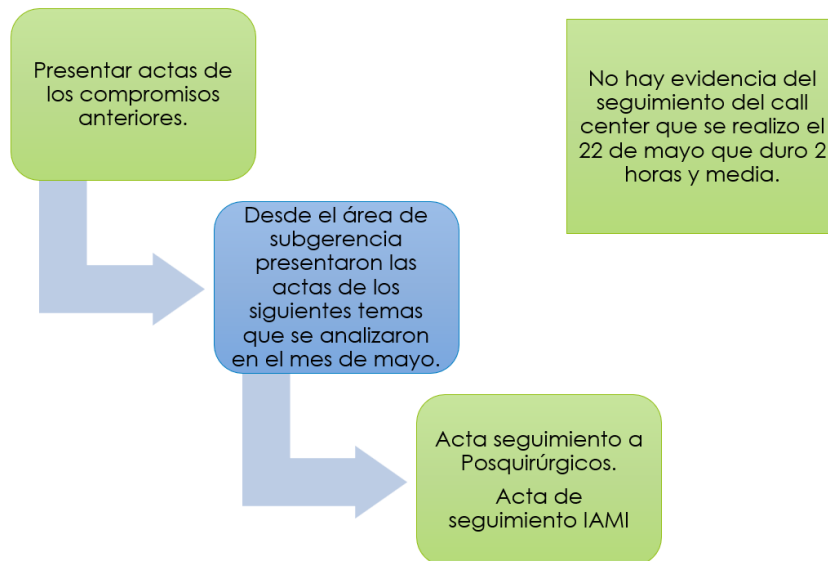 Presentar actas de
los compromisos
anteriores.
No hay evidencia del
seguimiento del call
center que se realizo el
22 de mayo que duro 2
horas y media.
Desde el área de
subgerencia
presentaron las
actas de los
siguientes temas
que se analizaron
en el mes de mayo.
Acta seguimiento a
Posquirúrgicos.
Acta de
seguimiento IAMI